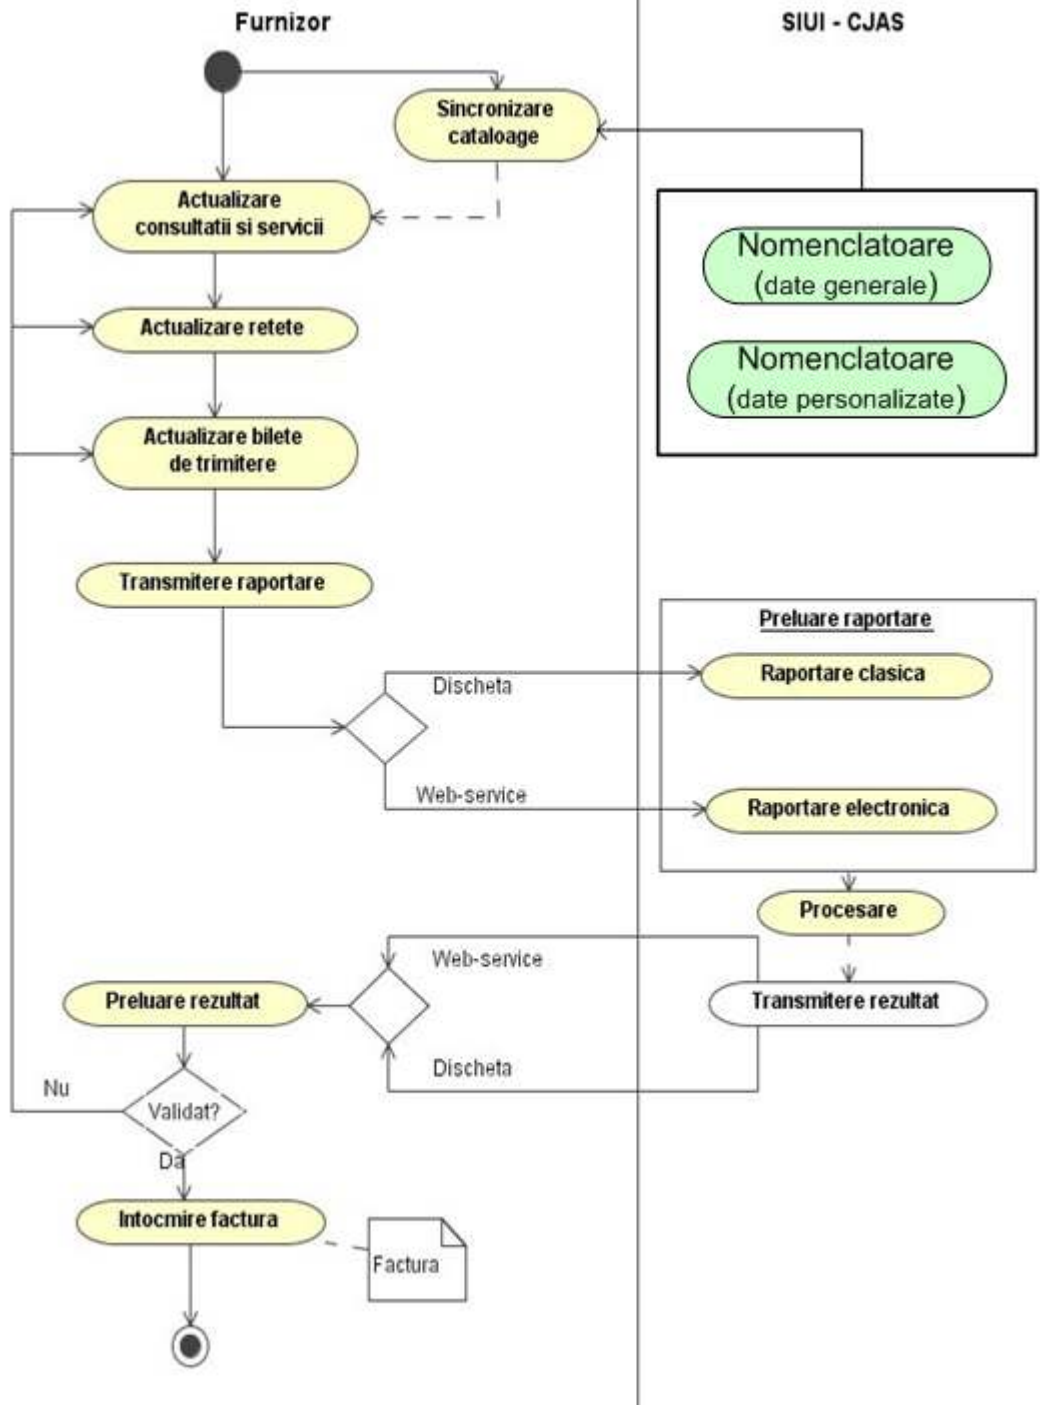 Furnizor
SIUI - CJAS
Sincronizare
cataloage
Actualizare
consultatii si servicii
Nomenclatoare
(date generale)
Actualizare retete
Nomenclatoare
(date personalizate)
Actualizare bilete
de trimitere
Transmitere raportare
Preluare raportare
Discheta
Raportare clasica
Web-service
Raportare electronica
Procesare
Web-service
Preluare rezultat
Transmitere rezultat
Discheta
Nu
Validat?
Da
Intocmire factura
Factura